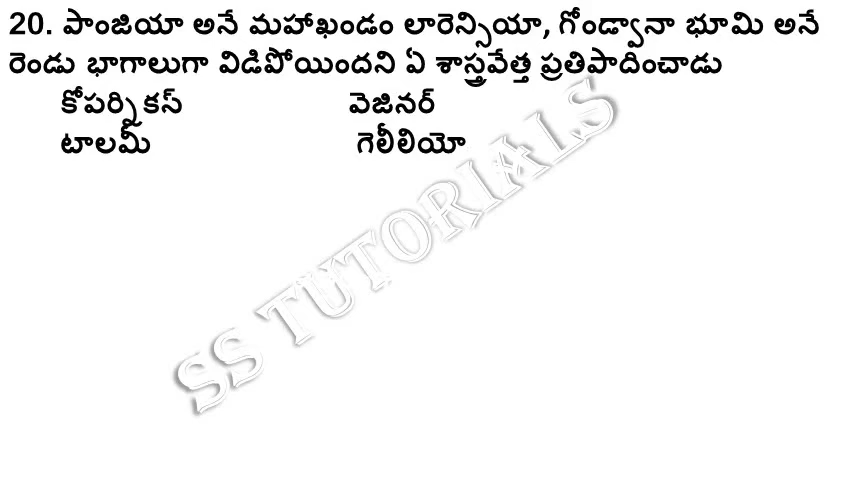 20. పాంజియా అనే మహాఖండం లారెన్సియా, గోండ్వానా భూమి అనే
రెండు భాగాలుగా విడిపోయిందని ఏ శాస్త్రవేత్త ప్రతిపాదించాడు
కోపర్నికస్ వెజినర్
టాలమీ గెలీలియో
SS TUTORIALS